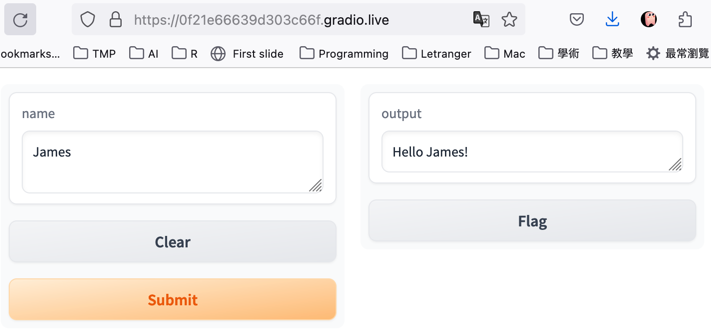 https://0f21e66639d303c66f.gradio.live
ookmarks... TMP AI R First slide Programming Letranger Mac 學術 教學 最常瀏覽
name
James
Clear
Submit
output
Hello James!
Flag